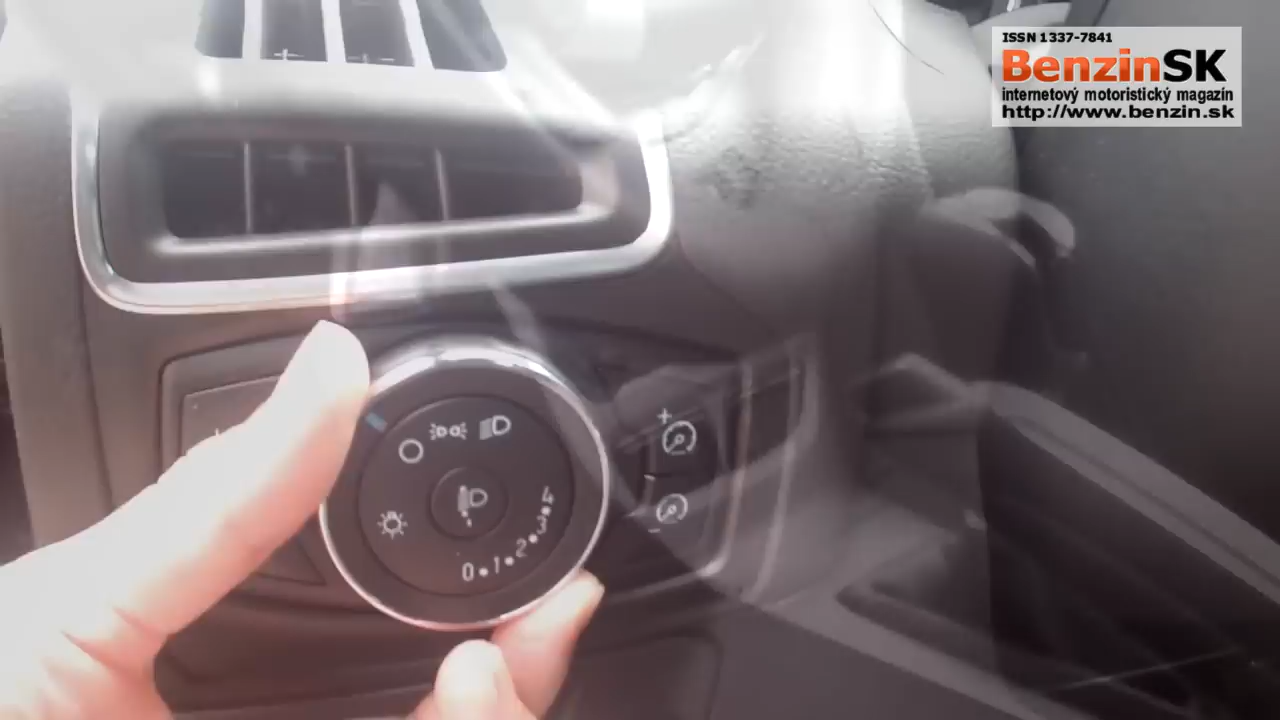 ISSN 1337-7841
BenzinSK
internetový motoristický magazín
http://www.benzin.sk
0•1•2•3•4